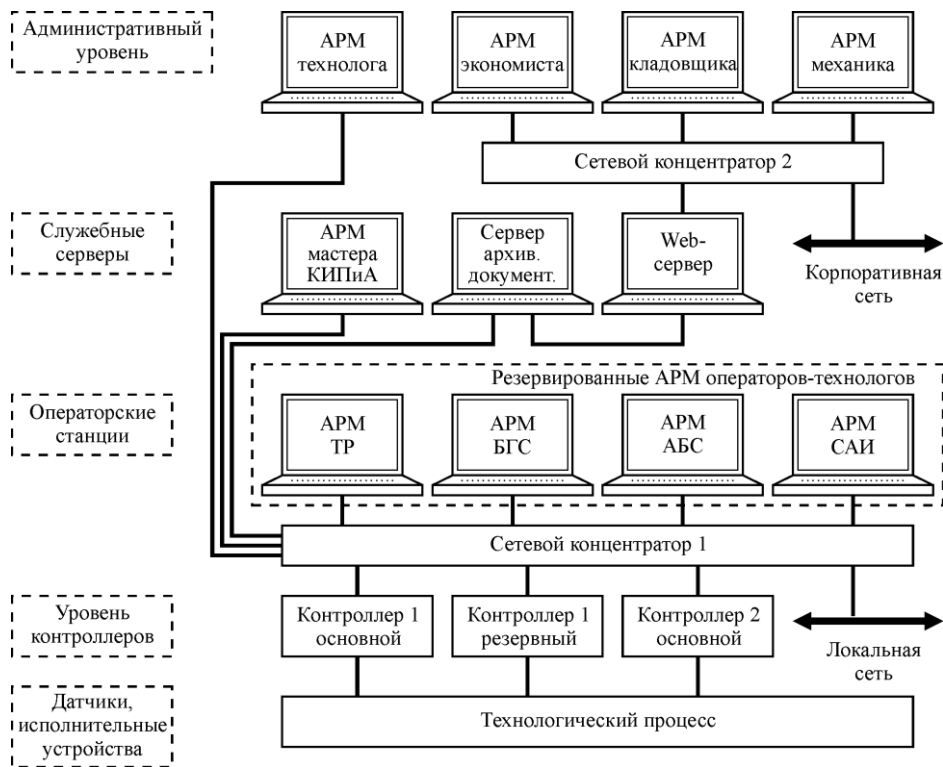 Административный
уровень
АРМ
технолога
АРМ
экономиста
АРМ
кладовщика
АРМ
механика
Сетевой концентратор 2
Служебные
серверы
АРМ
мастера
КИПиА
Сервер
архив.
документ.
Web-
сервер
Корпоративная
сеть
Резервированные АРМ операторов-технологов
Операторские
станции
АРМ
ТР
АРМ
БГС
АРМ
АБС
АРМ
САИ
Сетевой концентратор 1
Уровень
контроллеров
Контроллер 1
основной
Контроллер 1
резервный
Контроллер 2
основной
Локальная
сеть
Датчики,
исполнительные
устройства
Технологический процесс